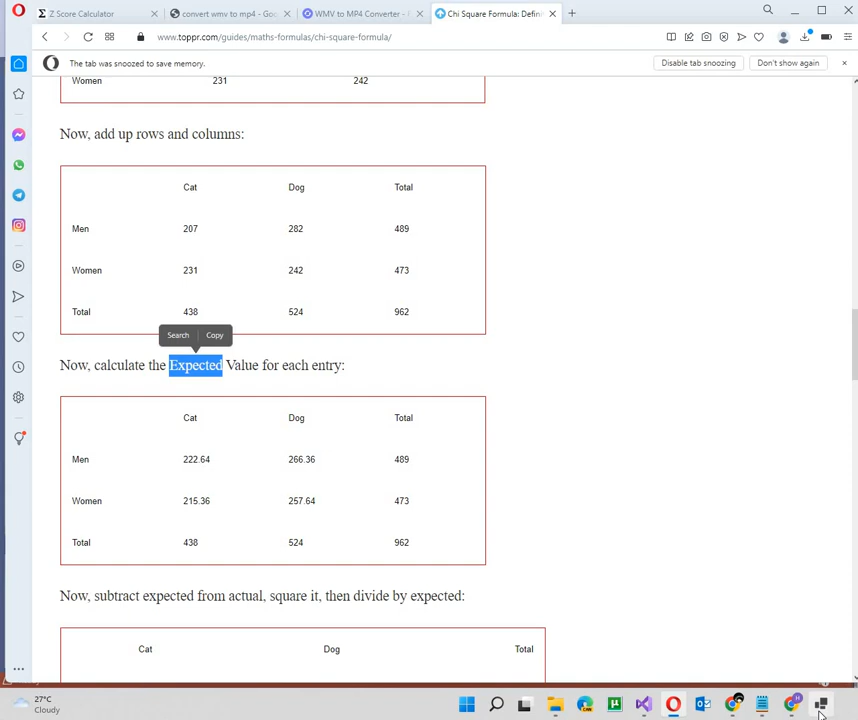 Z Score Calculator
convert wmv to mp4 - Goo
WMV to MP4 Converter - F
Chi Square Formula: Defini
www.toppr.com/guides/maths-formulas/chi-square-formula/
The tab was snoozed to save memory.
Disable tab snoozing
Don't show again
Women 231 242
Now, add up rows and columns:
Cat Dog Total
Men 207 282 489
Women 231 242 473
Total 438 524 962
Search Copy
Now, calculate the Expected Value for each entry:
Cat Dog Total
Men 222.64 266.36 489
Women 215.36 257.64 473
Total 438 524 962
Now, subtract expected from actual, square it, then divide by expected:
Cat Dog Total
27°C
Cloudy